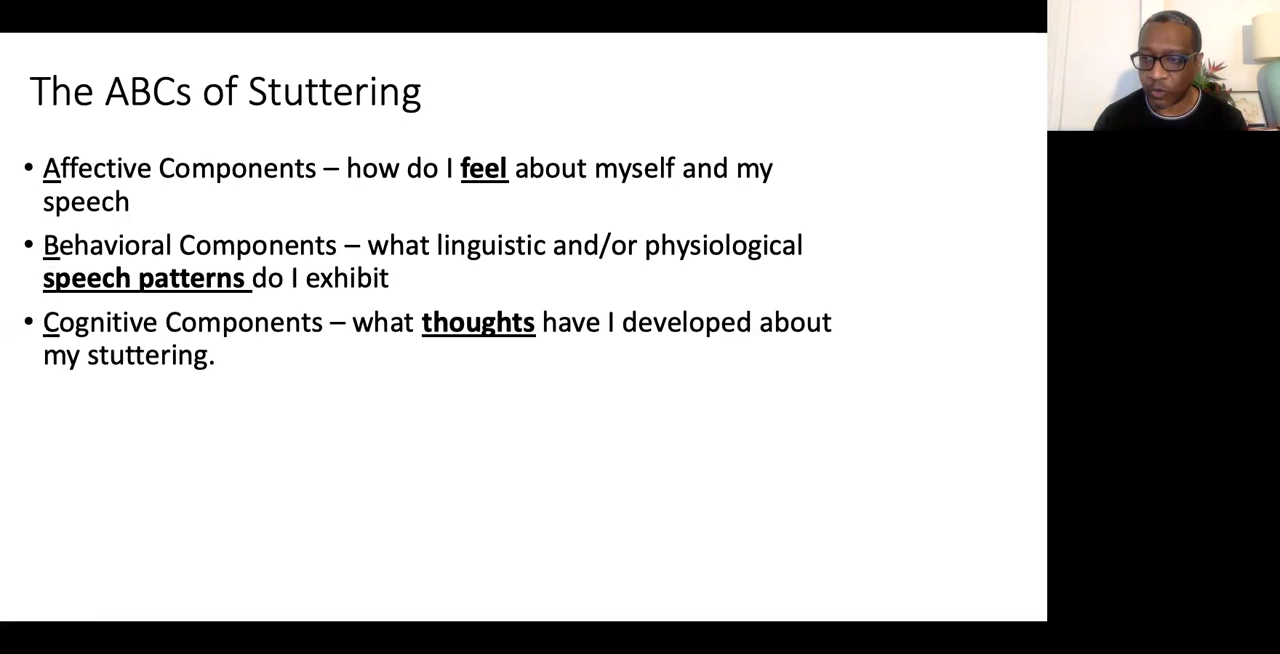 The ABCs of Stuttering
• Affective Components – how do I feel about myself and my
speech
• Behavioral Components – what linguistic and/or physiological
speech patterns do I exhibit
• Cognitive Components – what thoughts have I developed about
my stuttering.